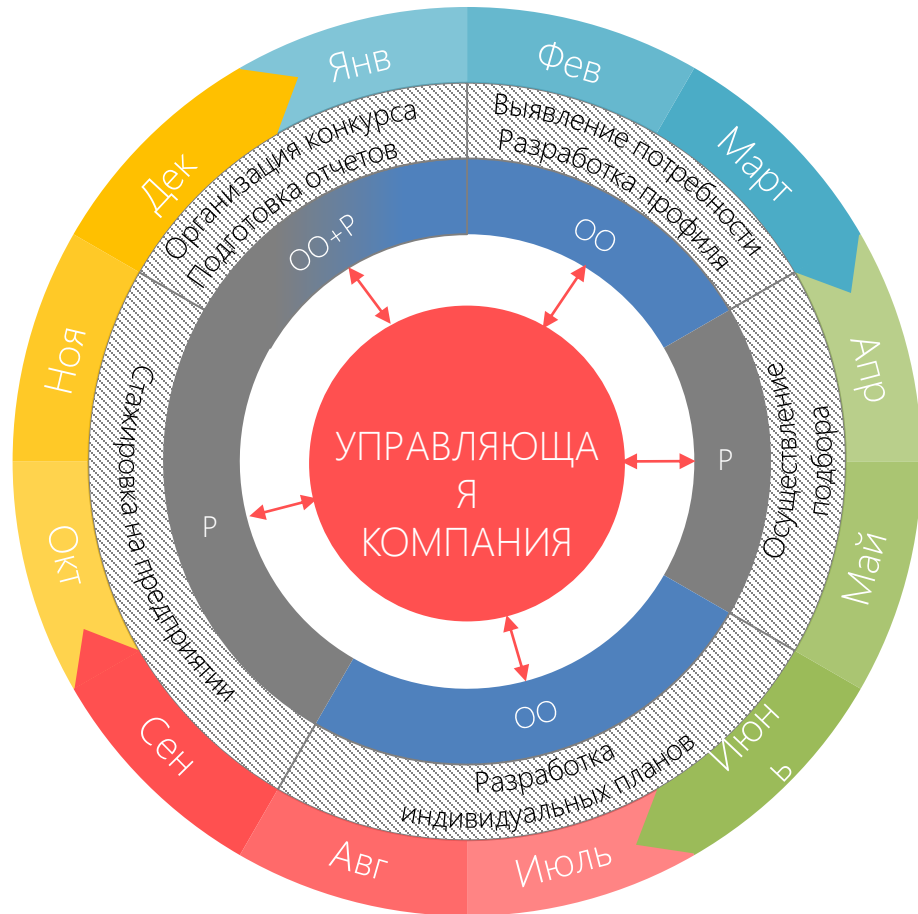 Янв
Фев
Март
Апр
Май
Июн
ь
Июль
Авг
Сен
Окт
Ноя
Дек
Организация конкурса
Подготовка отчетов
Выявление потребности
Разработка профиля
Осуществление
подбора
Разработка
индивидуальных планов
Стажировка на предприятии
ОО+Р
ОО
Р
ОО
Р
УПРАВЛЯЮЩА
Я
КОМПАНИЯ